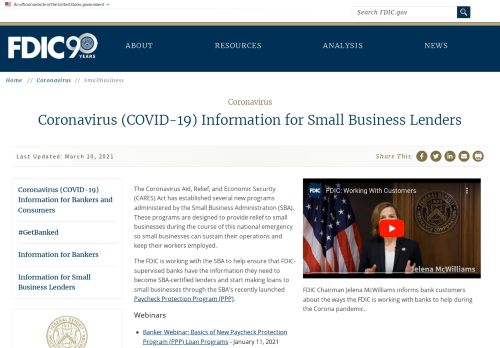 An official website of the United States government
Search FDIC.gov
FDIC90
YEARS
ABOUT
RESOURCES
ANALYSIS
NEWS
Home // Coronavirus // Smallbusiness
Coronavirus
Coronavirus (COVID-19) Information for Small Business Lenders
Last Updated: March 10, 2021
Share This:
Coronavirus (COVID-19)
Information for Bankers and
Consumers
#GetBanked
Information for Bankers
Information for Small
Business Lenders
The Coronavirus Aid, Relief, and Economic Security
(CARES) Act has established several new programs
administered by the Small Business Administration (SBA).
These programs are designed to provide relief to small
businesses during the course of this national emergency
so small businesses can sustain their operations and
keep their workers employed.
The FDIC is working with the SBA to help ensure that FDIC-
supervised banks have the information they need to
become SBA-certified lenders and start making loans to
small businesses through the SBA's recently launched
Paycheck Protection Program (PPP).
Webinars
Banker Webinar: Basics of New Paycheck Protection
Program (PPP) Loan Programs - January 11, 2021
FDIC
FDIC: Working With Customers
Jelena McWilliams
FDIC Chairman Jelena McWilliams informs bank customers
about the ways the FDIC is working with banks to help during
the Corona pandemic.